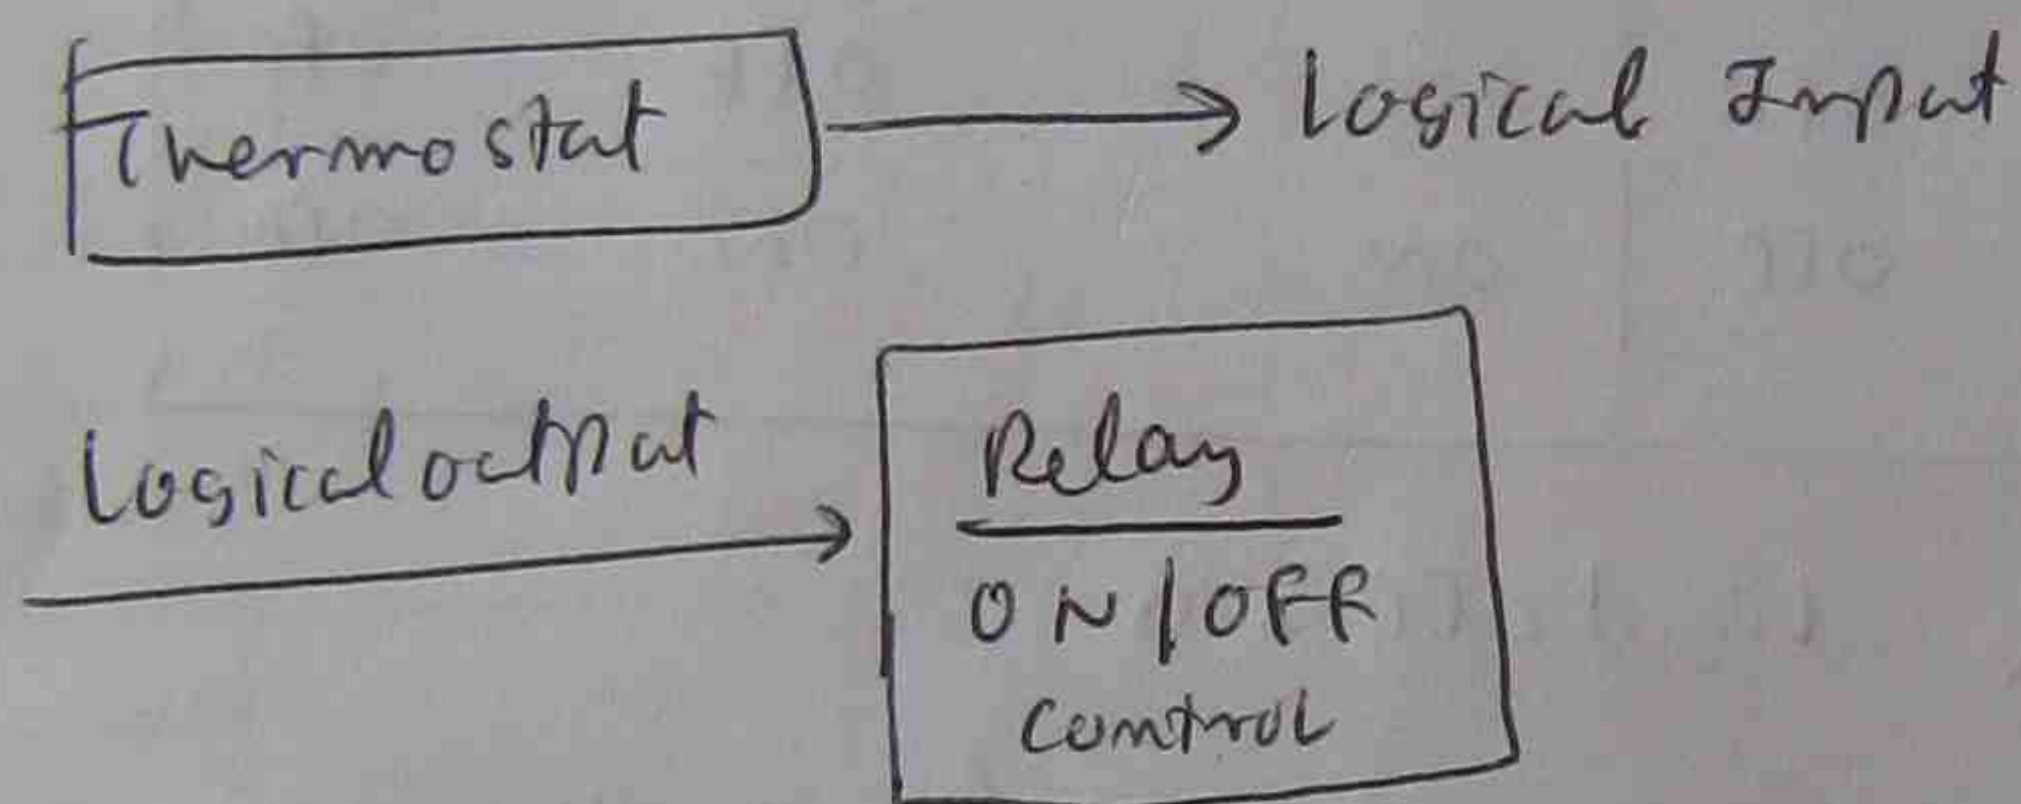 Thermostat → Logical Input
Logical output →
Relay
ON/OFF
control